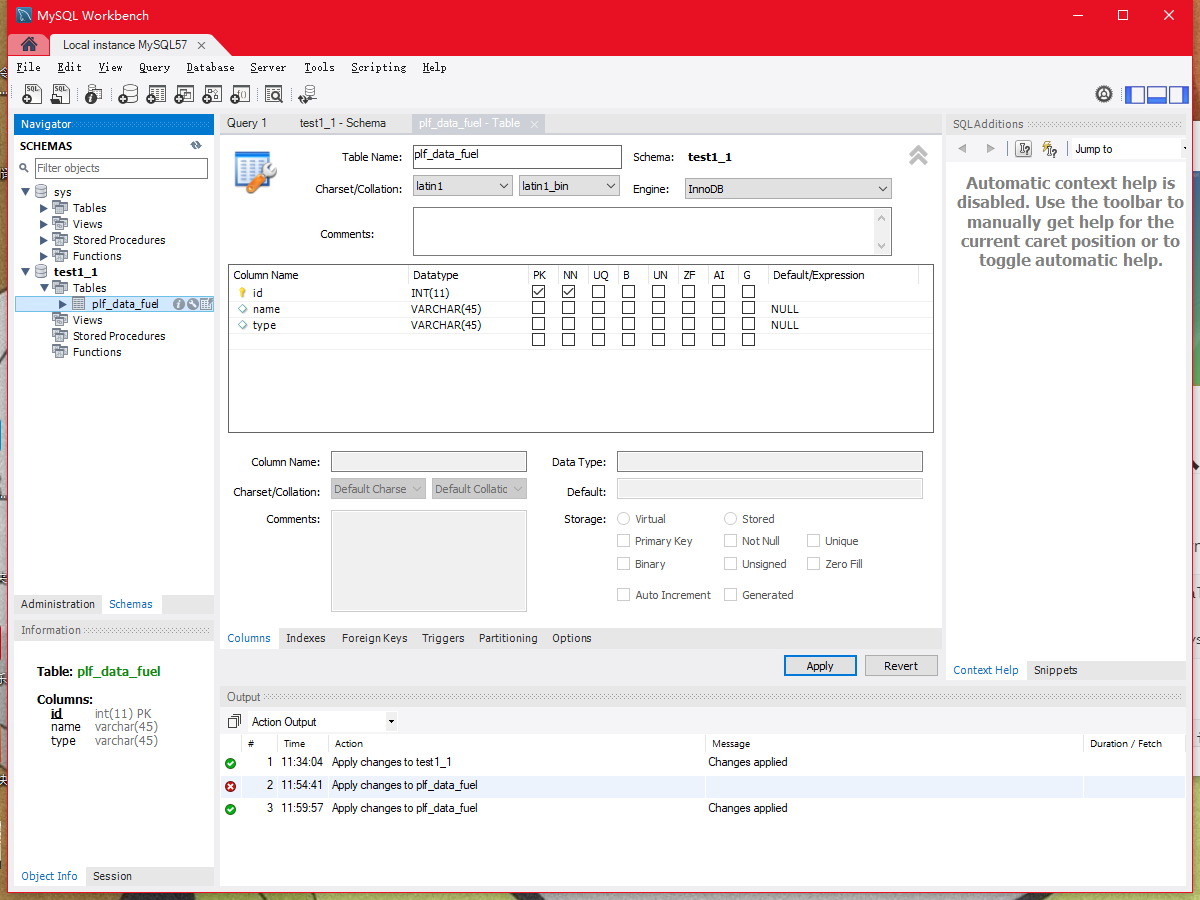 MySQL Workbench
Local instance MySQL57
File Edit View Query Database Server Tools Scripting Help
Navigator
SCHEMAS
Filter objects
sys
Tables
Views
Stored Procedures
Functions
test1_1
Tables
plf_data_fuel
Views
Stored Procedures
Functions
Administration Schemas
Information
Table: plf_data_fuel
Columns:
id int(11) PK
name varchar(45)
type varchar(45)
Object Info Session
Query 1 test1_1 - Schema plf_data_fuel - Table
Table Name: plf_data_fuel Schema: test1_1
Charset/Collation: latin1 latin1_bin Engine: InnoDB
Comments:
Column Name Datatype PK NN UQ B UN ZF AI G Default/Expression
id INT(11)
name VARCHAR(45) NULL
type VARCHAR(45) NULL
Column Name: Data Type:
Charset/Collation: Default Charse Default Collatic Default:
Comments: Storage: Virtual Stored
Primary Key Not Null Unique
Binary Unsigned Zero Fill
Auto Increment Generated
Columns Indexes Foreign Keys Triggers Partitioning Options
Apply Revert
SQLAdditions
Jump to
Automatic context help is
disabled. Use the toolbar to
manually get help for the
current caret position or to
toggle automatic help.
Context Help Snippets
Output
Action Output
# Time Action Message Duration / Fetch
1 11:34:04 Apply changes to test1_1 Changes applied
2 11:54:41 Apply changes to plf_data_fuel
3 11:59:57 Apply changes to plf_data_fuel Changes applied